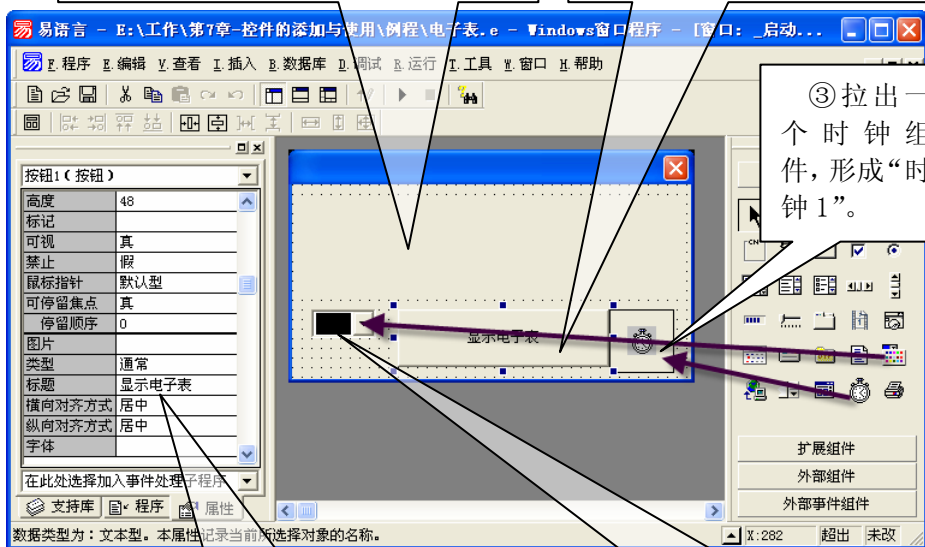 易语言 - E:\工作\第7章-控件的添加与使用\例程\电子表.e - Windows窗口程序 - [窗口: _启动...
F.程序 E.编辑 V.查看 I.插入 B.数据库 D.调试 R.运行 T.工具 W.窗口 H.帮助
③拉出一
个时钟组
件,形成“时
钟1”。
按钮1(按钮)
高度 48
标记
可视 真
禁止 假
鼠标指针 默认型
可停留焦点 真
停留顺序 0
图片
类型 通常
标题 显示电子表
横向对齐方式 居中
纵向对齐方式 居中
字体
在此处选择加入事件处理子程序
支持库 程序 属性
显示电子表
扩展组件
外部组件
外部事件组件
数据类型为: 文本型。本属性记录当前所选择对象的名称。
X:282 超出 未改